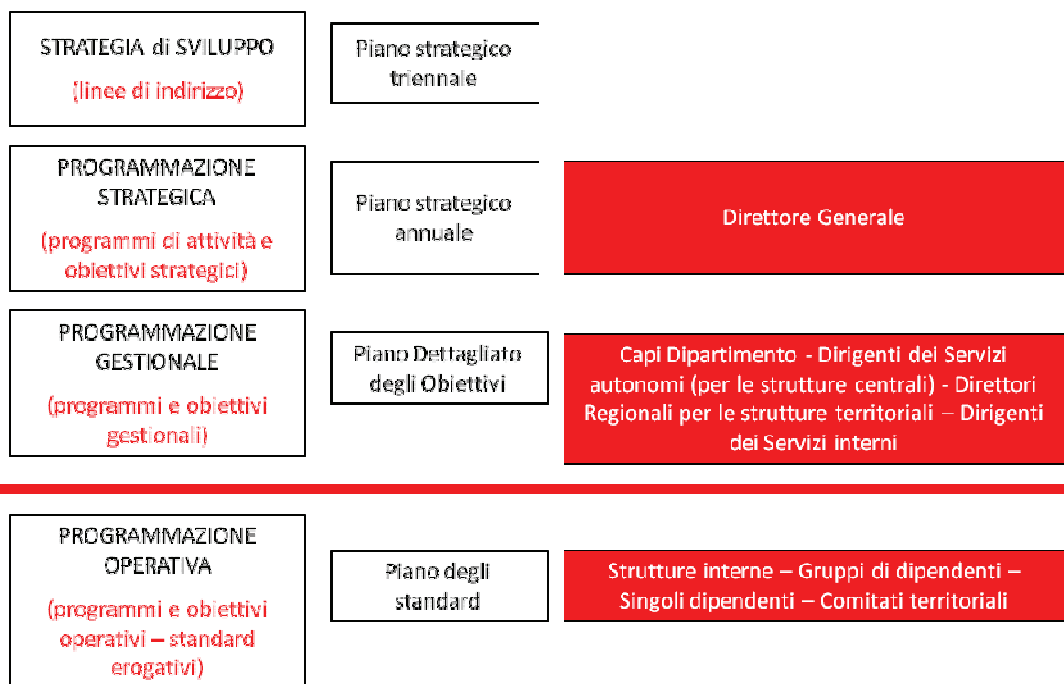 STRATEGIA di SVILUPPO
(linee di indirizzo)
Piano strategico
triennale
PROGRAMMAZIONE
STRATEGICA
(programmi di attività e
obiettivi strategici)
Piano strategico
annuale
Direttore Generale
PROGRAMMAZIONE
GESTIONALE
(programmi e obiettivi
gestionali)
Piano Dettagliato
degli Obiettivi
Capi Dipartimento - Dirigenti dei Servizi
autonomi (per le strutture centrali) - Direttori
Regionali per le strutture territoriali – Dirigenti
dei Servizi interni
PROGRAMMAZIONE
OPERATIVA
(programmi e obiettivi
operativi – standard
erogativi)
Piano degli
standard
Strutture interne – Gruppi di dipendenti –
Singoli dipendenti – Comitati territoriali